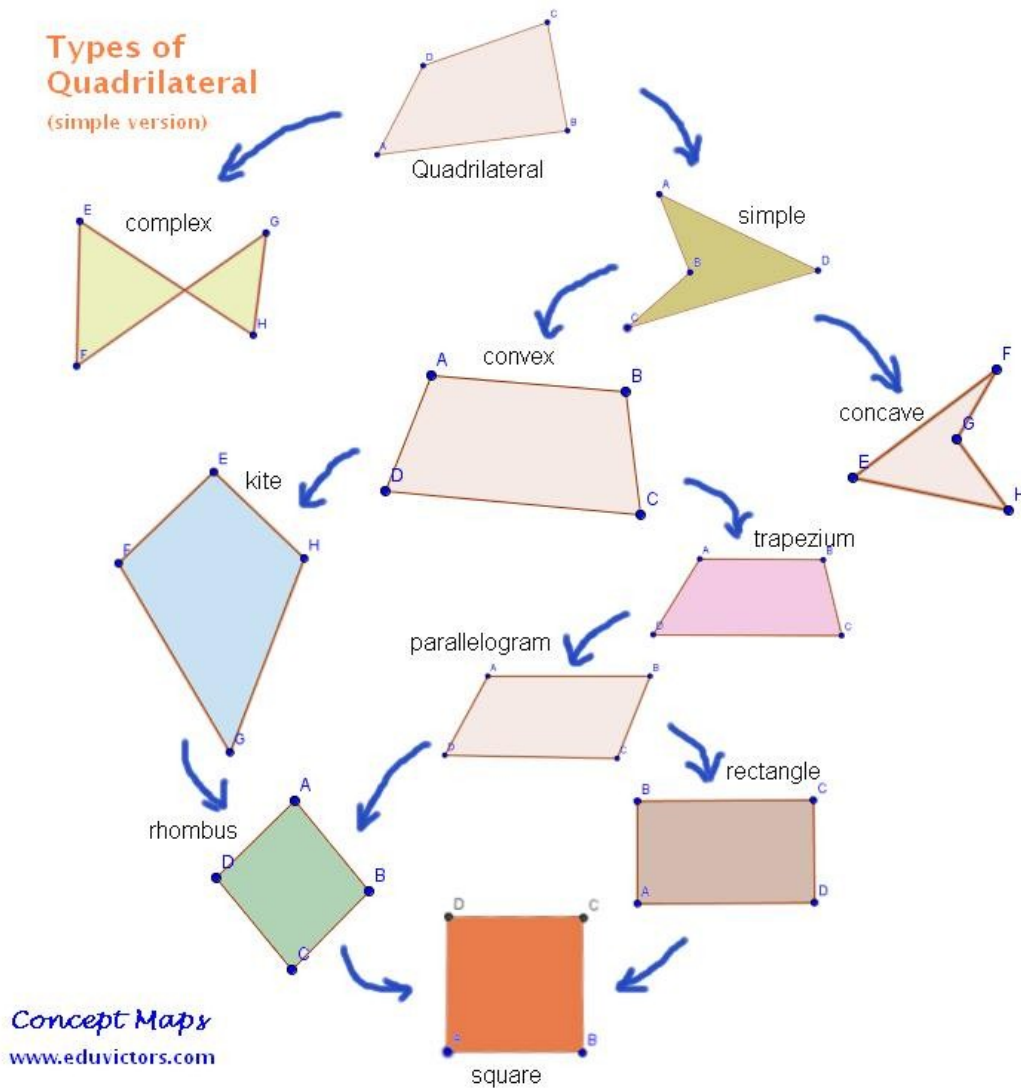 Types of
Quadrilateral
(simple version)
C
D
B
A
Quadrilateral
A
simple
E
complex
G
B
D
H
C
F
convex
A
B
F
concave
G
D
E
E
kite
C
H
F
H
trapezium
A
B
D
C
parallelogram
A
B
G
D
C
rectangle
A
B
C
rhombus
D
B
A
D
D
C
C
Concept Maps
A
B
www.eduvictors.com
square